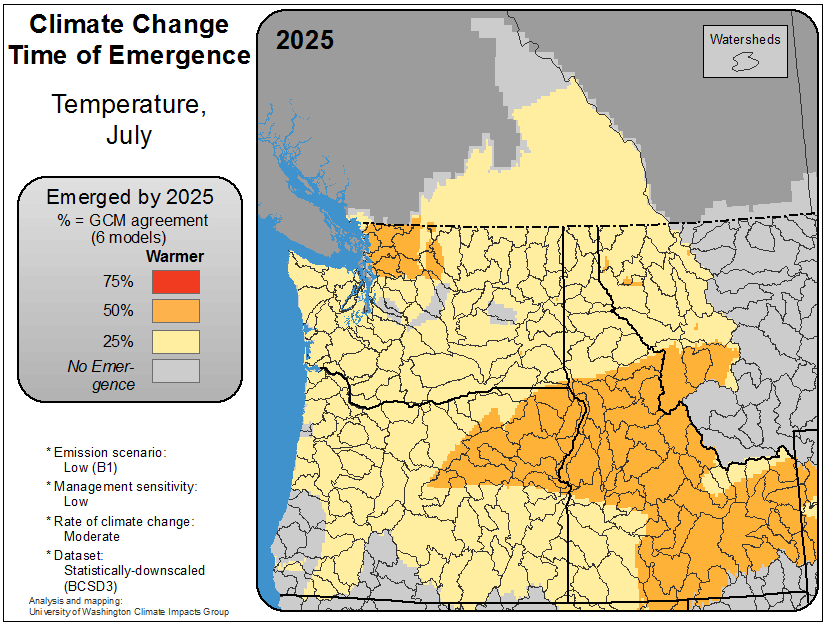 Climate Change
Time of Emergence
Temperature,
July
Emerged by 2025
% = GCM agreement
(6 models)
Warmer
75%
50%
25%
No Emer-
gence
* Emission scenario:
Low (B1)
* Management sensitivity:
Low
* Rate of climate change:
Moderate
* Dataset:
Statistically-downscaled
(BCSD3)
Analysis and mapping:
University of Washington Climate Impacts Group
2025
Watersheds